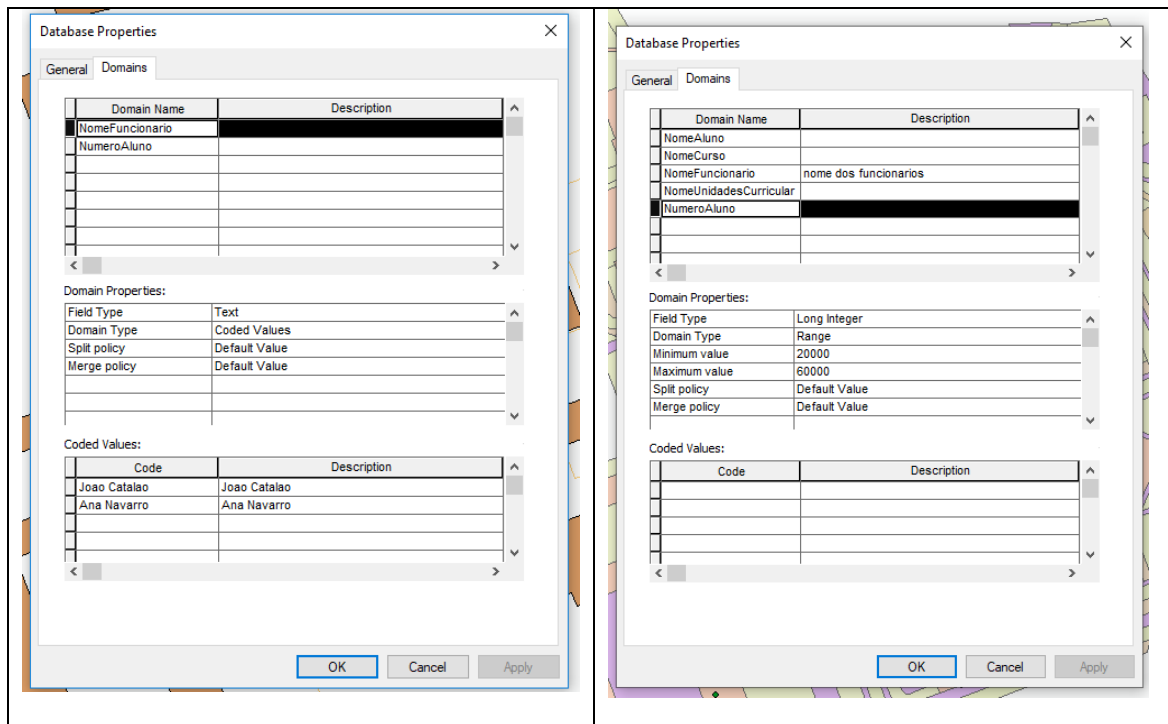 Database Properties
General Domains
Domain Name Description
NomeFuncionario
NumeroAluno
Domain Properties:
Field Type Text
Domain Type Coded Values
Split policy Default Value
Merge policy Default Value
Coded Values:
Code Description
Joao Catalao Joao Catalao
Ana Navarro Ana Navarro
OK Cancel Apply
Database Properties
General Domains
Domain Name Description
NomeAluno
NomeCurso
NomeFuncionario nome dos funcionarios
NomeUnidadesCurricular
NumeroAluno
Domain Properties:
Field Type Long Integer
Domain Type Range
Minimum value 20000
Maximum value 60000
Split policy Default Value
Merge policy Default Value
Coded Values:
Code Description
OK Cancel Apply